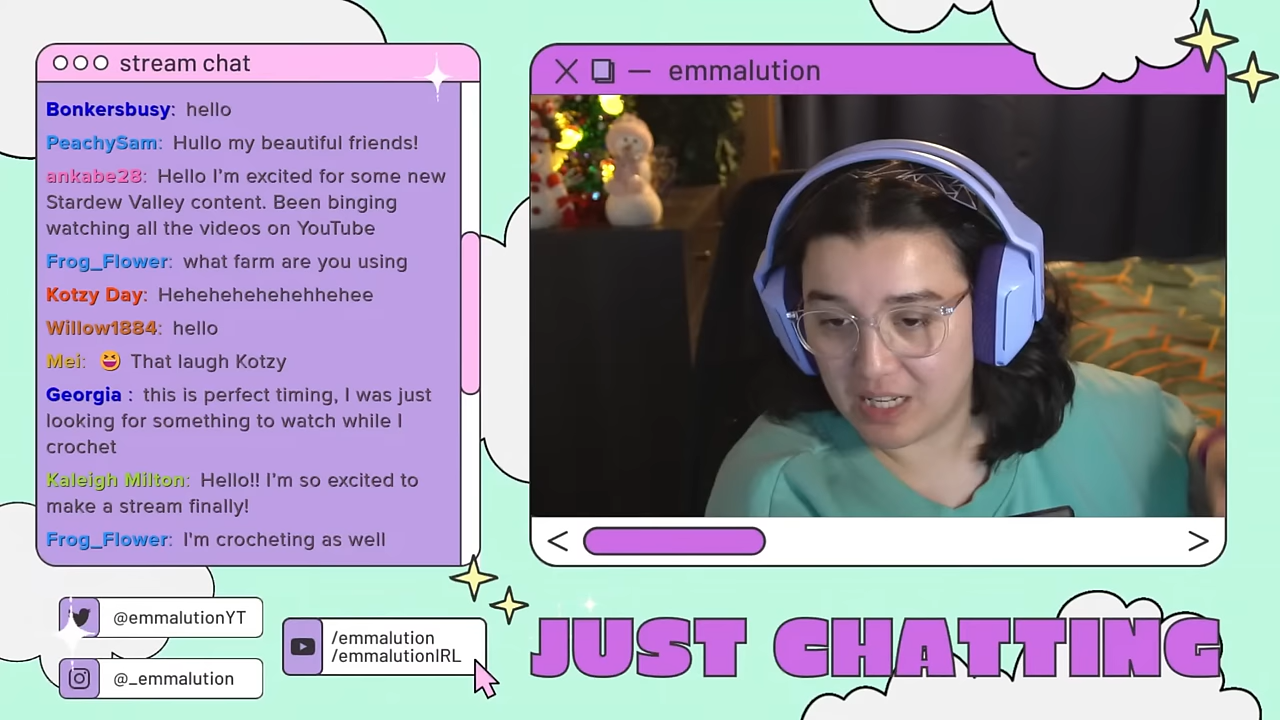 stream chat
Bonkersbusy: hello
PeachySam: Hullo my beautiful friends!
ankabe28: Hello I'm excited for some new
Stardew Valley content. Been binging
watching all the videos on YouTube
Frog_Flower: what farm are you using
Kotzy Day: Hehehehehehehhehee
Willow1884: hello
Mei: 😆 That laugh Kotzy
Georgia : this is perfect timing, I was just
looking for something to watch while I
crochet
Kaleigh Milton: Hello!! I'm so excited to
make a stream finally!
Frog_Flower: I'm crocheting as well
emmalution
@emmalutionYT
@_emmalution
/emmalution
/emmalutionIRL
JUST CHATTING